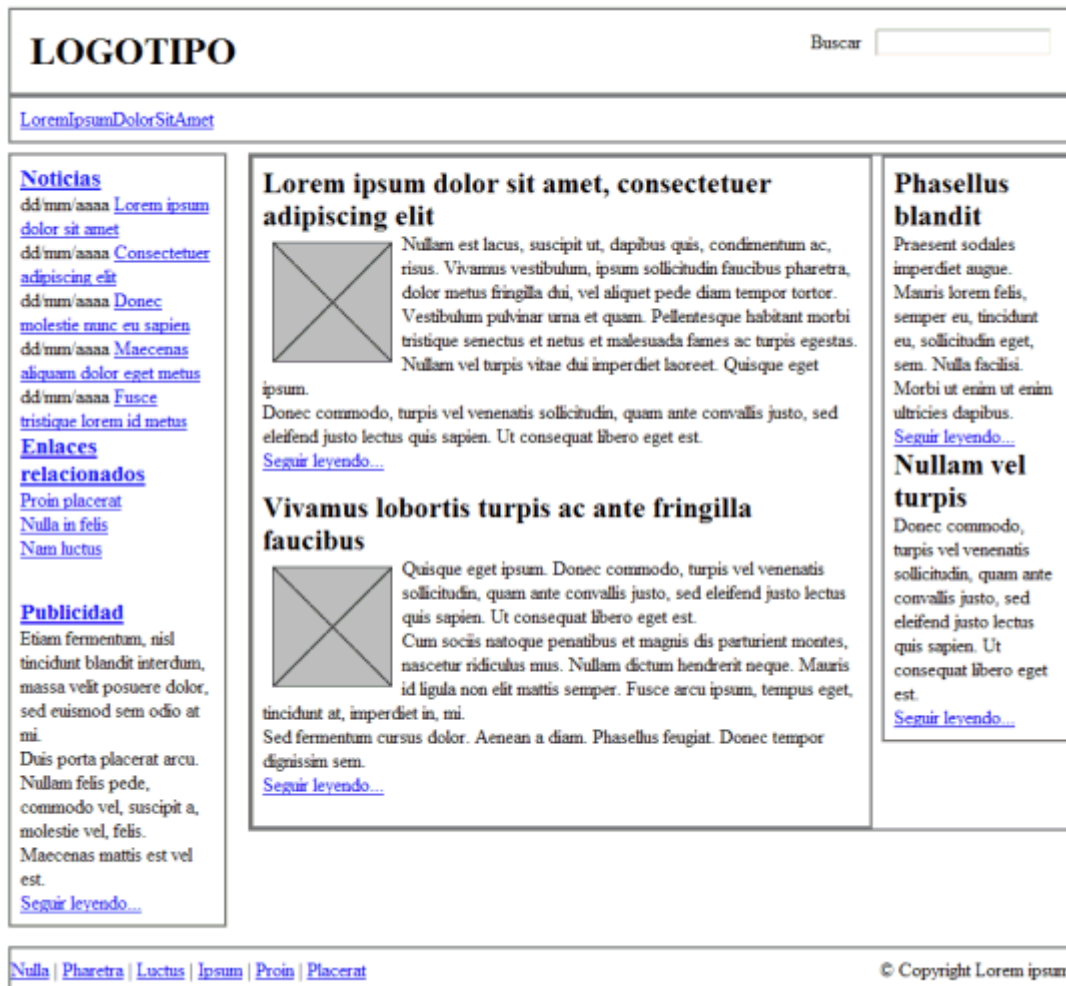 LOGOTIPO
Buscar
LoremIpsumDolorSitAmet
Noticias
dd/mm/aaaa Lorem ipsum
dolor sit amet
dd/mm/aaaa Consectetuer
adipiscing elit
dd/mm/aaaa Donec
molestie nunc eu sapien
dd/mm/aaaa Maecenas
aliquam dolor eget metus
dd/mm/aaaa Fusce
tristique lorem id metus
Enlaces
relacionados
Proin placerat
Nulla in felis
Nam luctus
Publicidad
Etiam fermentum, nisl
tincidunt blandit interdum,
massa velit posuere dolor,
sed euismod sem odio at
mi.
Duis porta placerat arcu.
Nullam felis pede,
commodo vel, suscipit a,
molestie vel, felis.
Maecenas mattis est vel
est.
Seguir leyendo...
Lorem ipsum dolor sit amet, consectetuer
adipiscing elit
Nullam est lacus, suscipit ut, dapibus quis, condimentum ac,
risus. Vivamus vestibulum, ipsum sollicitudin faucibus pharetra,
dolor metus fringilla dui, vel aliquet pede diam tempor tortor.
Vestibulum pulvinar urna et quam. Pellentesque habitant morbi
tristique senectus et netus et malesuada fames ac turpis egestas.
Nullam vel turpis vitae dui imperdiet laoreet. Quisque eget
ipsum.
Donec commodo, turpis vel venenatis sollicitudin, quam ante convallis justo, sed
eleifend justo lectus quis sapien. Ut consequat libero eget est.
Seguir leyendo...
Vivamus lobortis turpis ac ante fringilla
faucibus
Quisque eget ipsum. Donec commodo, turpis vel venenatis
sollicitudin, quam ante convallis justo, sed eleifend justo lectus
quis sapien. Ut consequat libero eget est.
Cum sociis natoque penatibus et magnis dis parturient montes,
nascetur ridiculus mus. Nullam dictum hendrerit neque. Mauris
id ligula non elit mattis semper. Fusce arcu ipsum, tempus eget,
tincidunt at, imperdiet in, mi.
Sed fermentum cursus dolor. Aenean a diam. Phasellus feugiat. Donec tempor
dignissim sem.
Seguir leyendo...
Phasellus
blandit
Praesent sodales
imperdiet augue.
Mauris lorem felis,
semper eu, tincidunt
eu, sollicitudin eget,
sem. Nulla facilisi.
Morbi ut enim ut enim
ultricies dapibus.
Seguir leyendo...
Nullam vel
turpis
Donec commodo,
turpis vel venenatis
sollicitudin, quam ante
convallis justo, sed
eleifend justo lectus
quis sapien. Ut
consequat libero eget
est.
Seguir leyendo...
Nulla | Pharetra | Luctus | Ipsum | Proin | Placerat
© Copyright Lorem ipsum